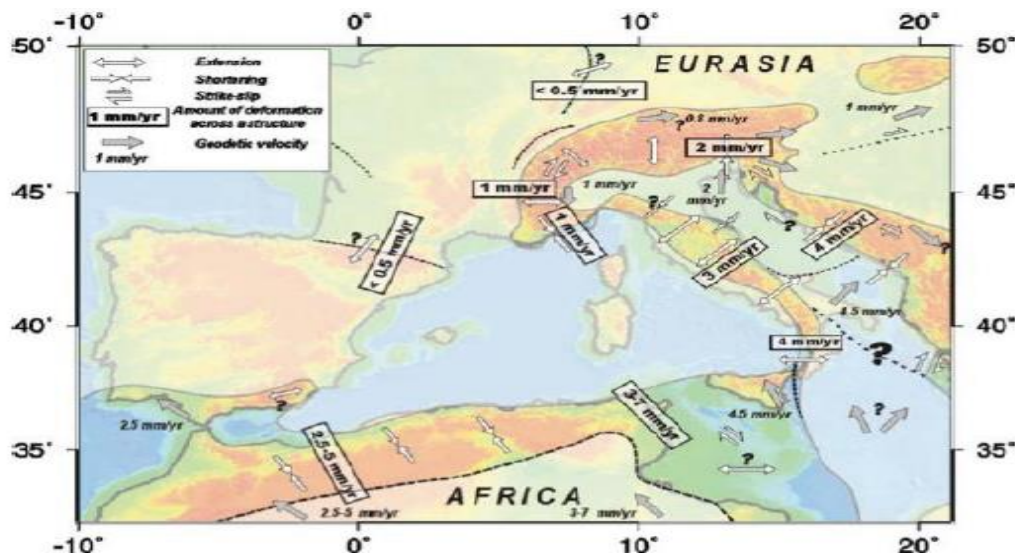 -10° 0° 10° 20°
50° 50°
Extension
Shortening
Strike-slip
1 mm/yr Amount of deformation across a structure
Geodetic velocity
1 mm/yr
EURASIA
?
< 0.5 mm/yr
1 mm/yr
?
0.8 mm/yr
2 mm/yr
45° 45°
1 mm/yr
1 mm/yr
2 mm/yr
?
?
1 mm/yr
4 mm/yr
?
?
< 0.5 mm/yr
3 mm/yr
?
40° 40°
4 mm/yr
?
?
2.5 mm/yr
3-7 mm/yr
4.5 mm/yr
?
35° 35°
2.5-5 mm/yr
?
AFRICA
2.5-5 mm/yr
3-7 mm/yr
-10° 0° 10° 20°